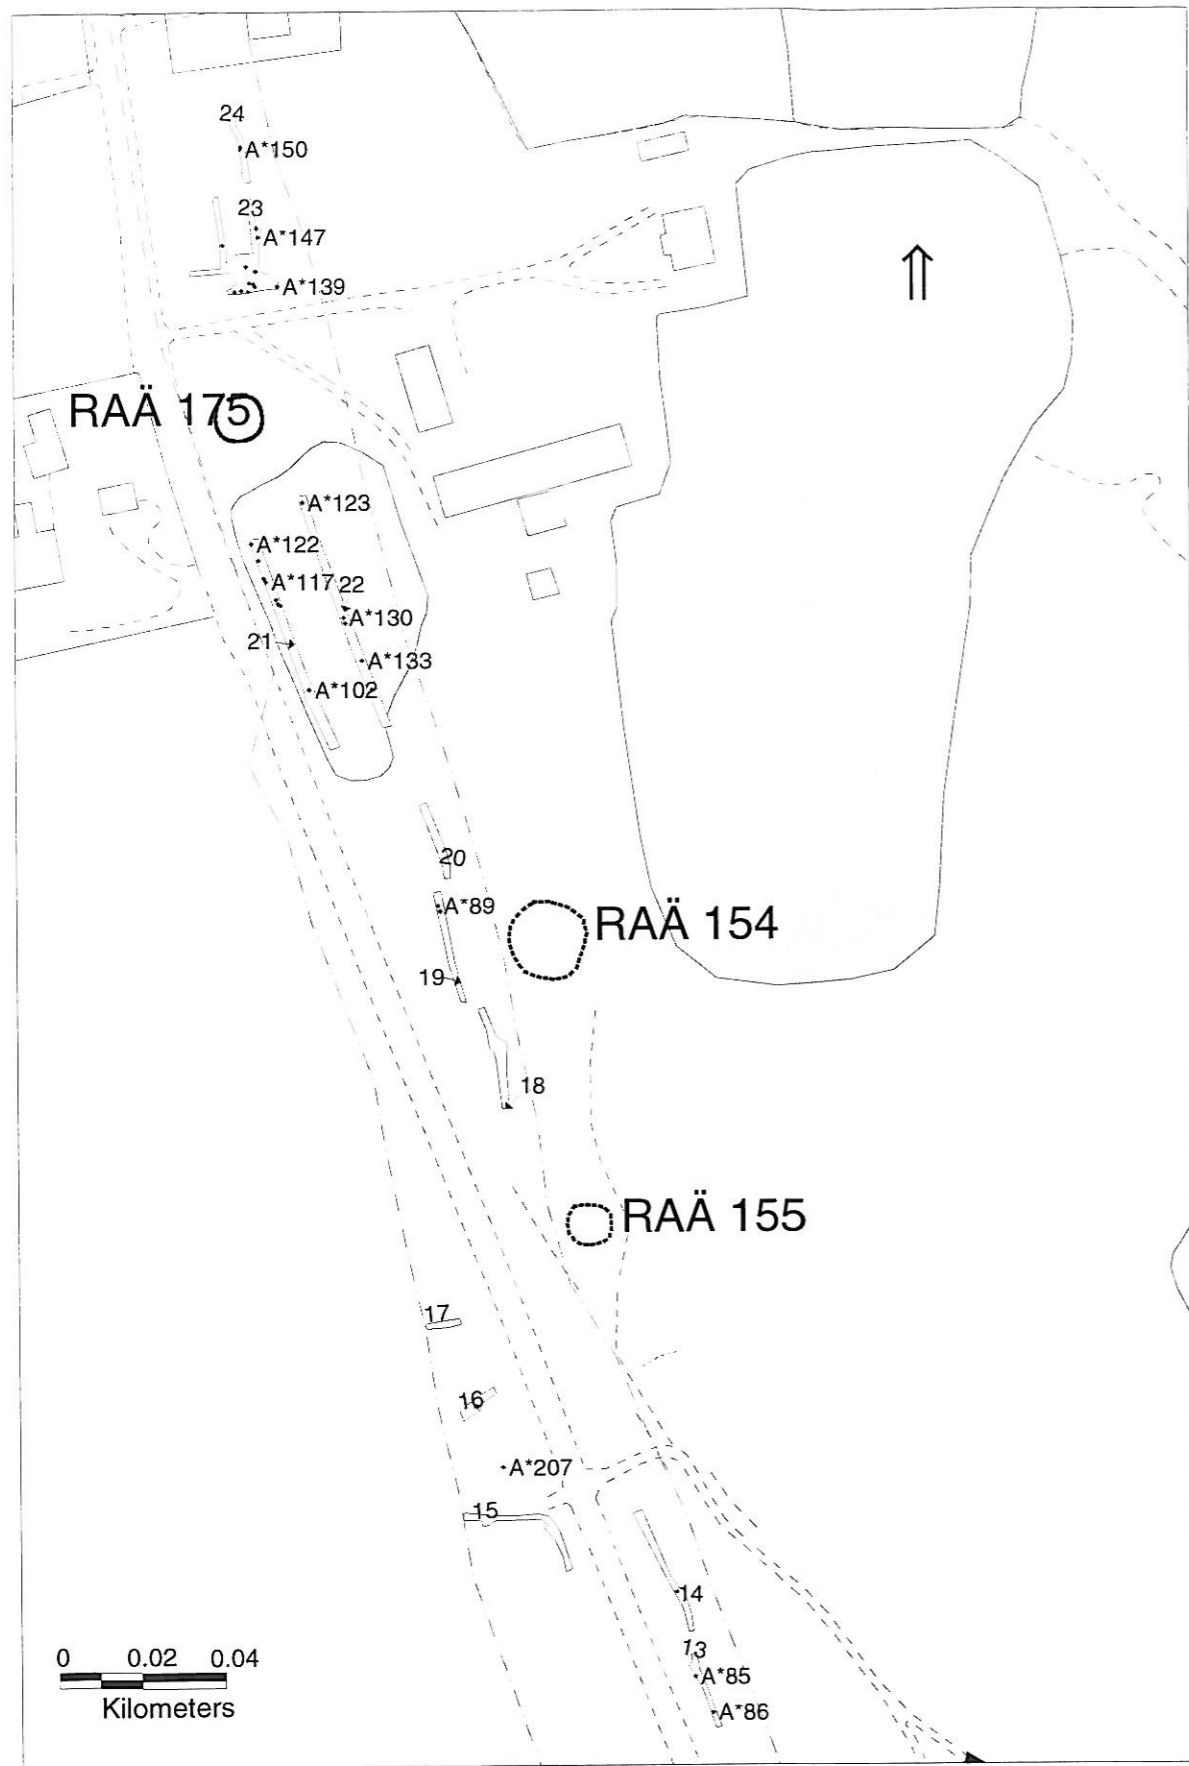 24
A*150
23
A*147
A*139
RAÄ 175
A*123
A*122
A*117
22
A*130
21
A*133
A*102
20
A*89
RAÄ 154
19
18
RAÄ 155
17
16
A*207
15
14
13
A*85
A*86
0 0.02 0.04
Kilometers